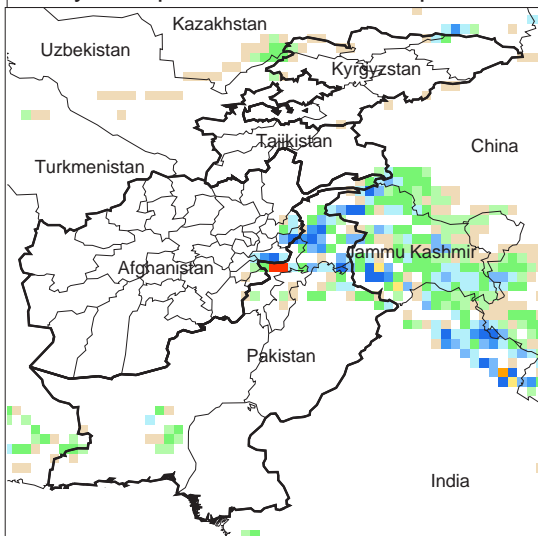 Kazakhstan
Uzbekistan
Kyrgyzstan
Tajikistan
China
Turkmenistan
Jammu Kashmir
Afghanistan
Pakistan
India